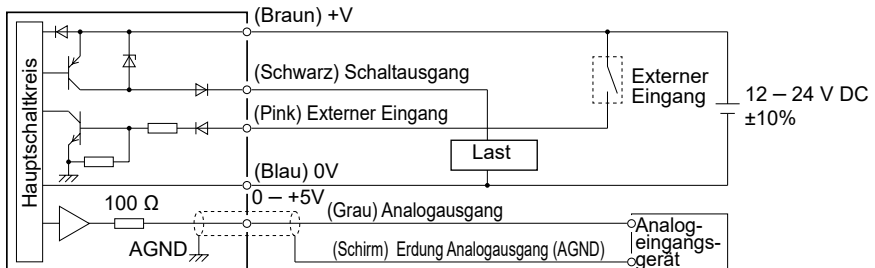 Hauptschaltkreis
(Braun) +V
(Schwarz) Schaltausgang
(Pink) Externer Eingang
Externer
Eingang
12 – 24 V DC
±10%
Last
(Blau) 0V
0 – +5V
100 Ω
(Grau) Analogausgang
AGND
(Schirm) Erdung Analogausgang (AGND)
Analog-
eingangs-
gerät